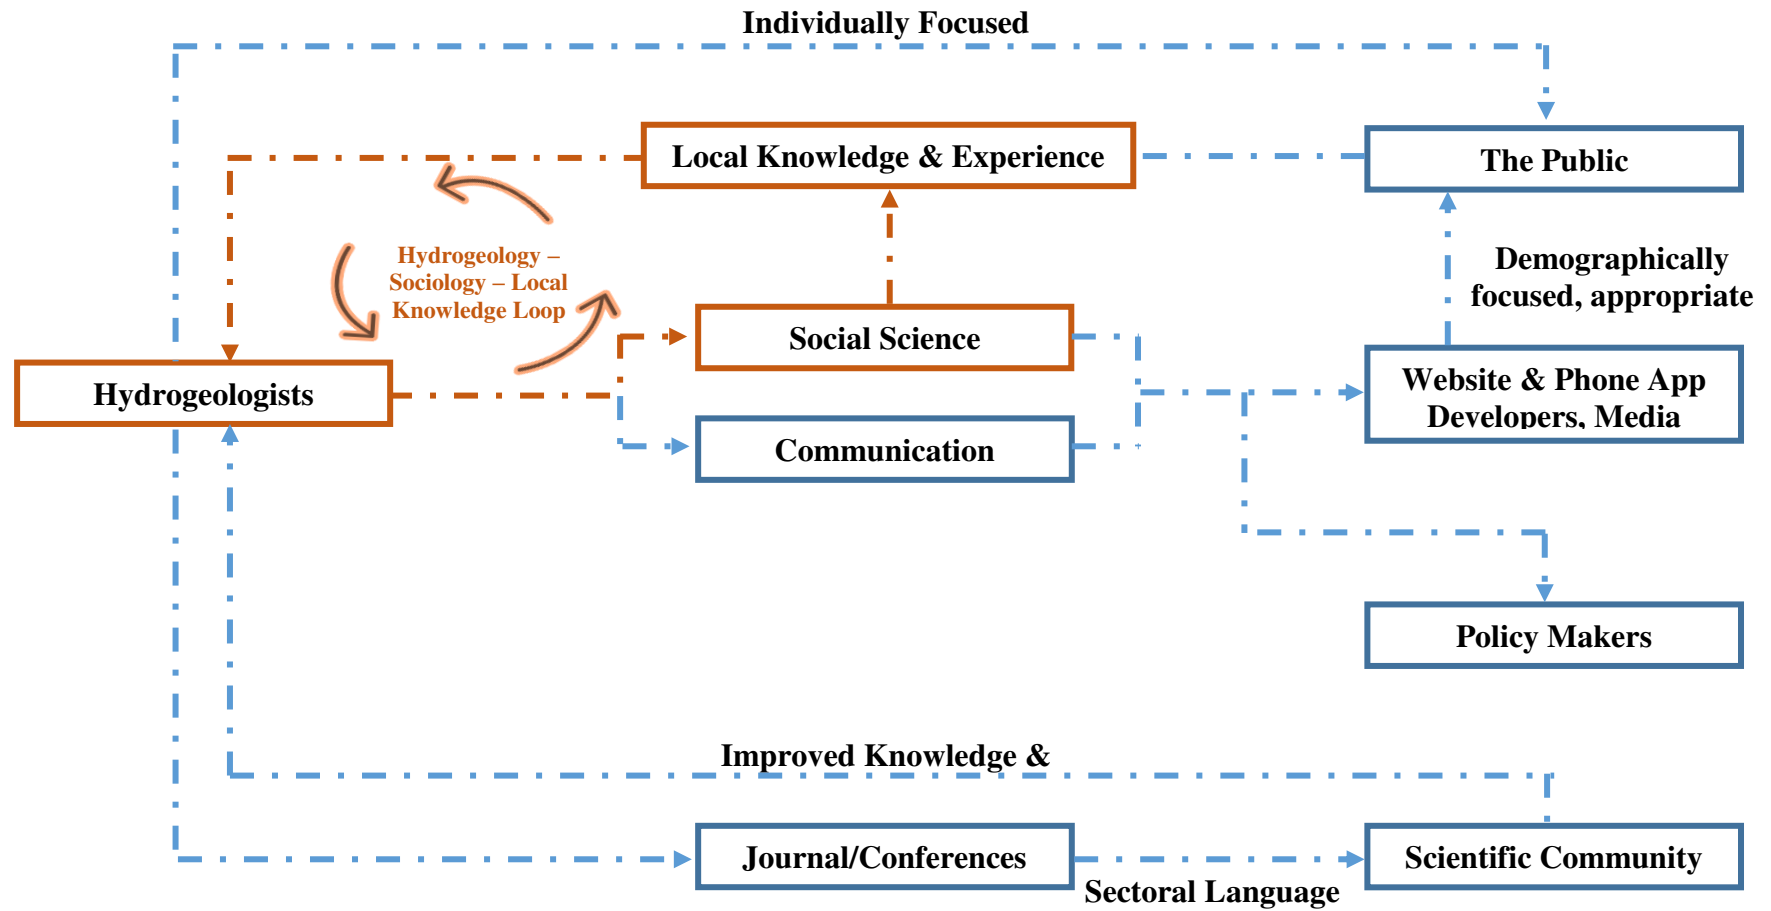 Individually Focused
Local Knowledge & Experience
The Public
Hydrogeology –
Sociology – Local
Knowledge Loop
Demographically
focused, appropriate
Social Science
Hydrogeologists
Website & Phone App
Developers, Media
Communication
Policy Makers
Improved Knowledge &
Journal/Conferences
Scientific Community
Sectoral Language